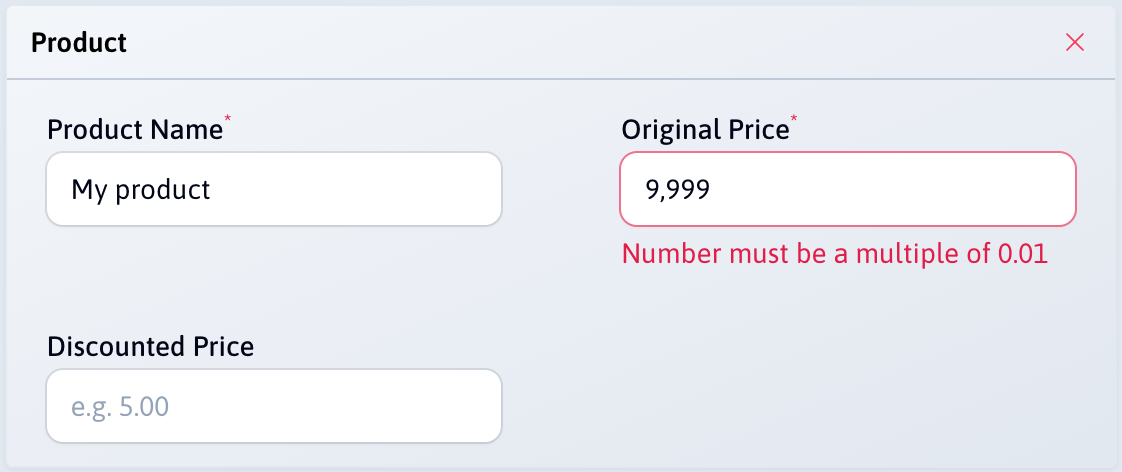 Product
Product Name*
My product
Original Price*
9,999
Number must be a multiple of 0.01
Discounted Price
e.g. 5.00